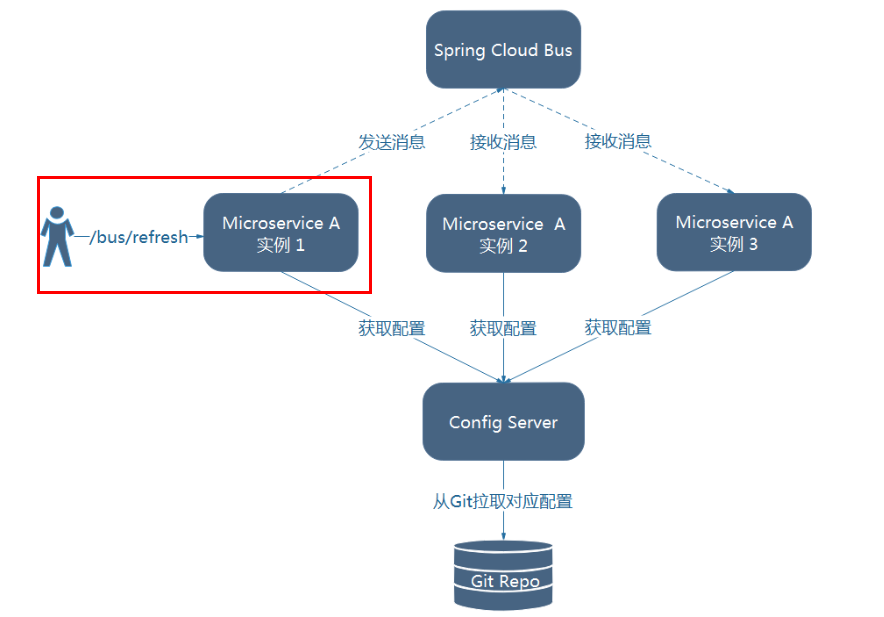 Spring Cloud Bus
发送消息
接收消息
接收消息
/bus/refresh
Microservice A
实例 1
Microservice A
实例 2
Microservice A
实例 3
获取配置
获取配置
获取配置
Config Server
从Git拉取对应配置
Git Repo